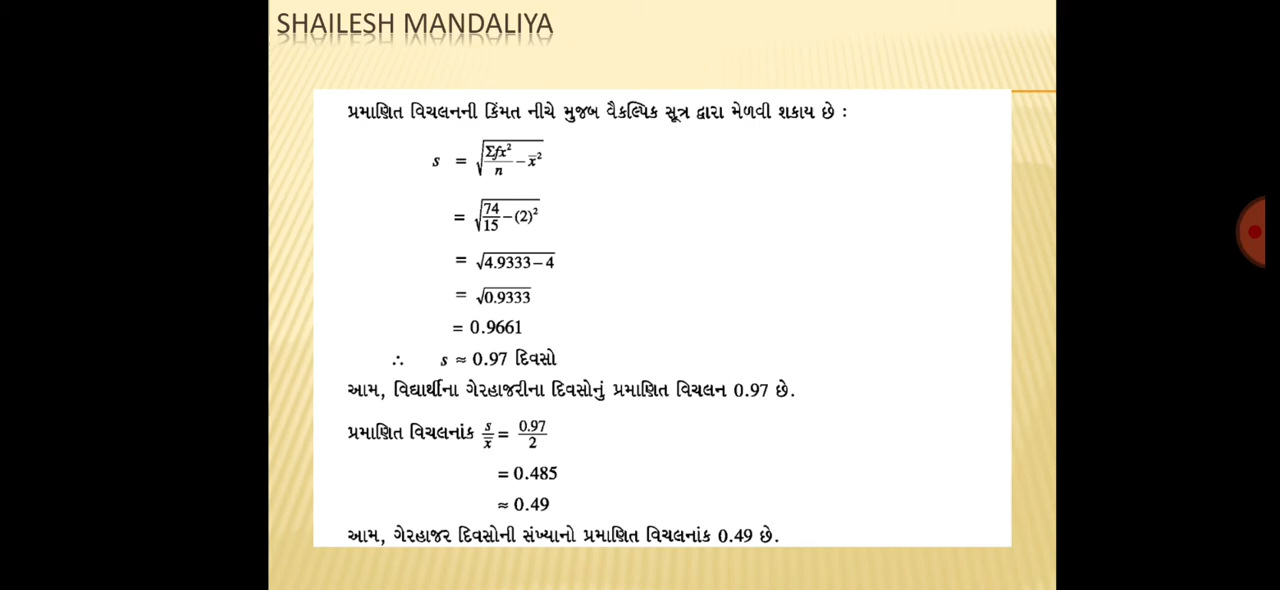 SHAILESH MANDALIYA
પ્રમાણિત વિચલનની કિંમત નીચે મુજબ વૈકલ્પિક સૂત્ર દ્વારા મેળવી શકાય છે :
s = √(Σfx²/n − x̄²)
= √(74/15 − (2)²)
= √(4.9333 − 4)
= √0.9333
= 0.9661
∴ s ≈ 0.97 દિવસો
આમ, વિદ્યાર્થીના ગેરહાજરીના દિવસોનું પ્રમાણિત વિચલન 0.97 છે.
પ્રમાણિત વિચલનાંક s/x̄ = 0.97/2
= 0.485
≈ 0.49
આમ, ગેરહાજર દિવસોની સંખ્યાનો પ્રમાણિત વિચલનાંક 0.49 છે.